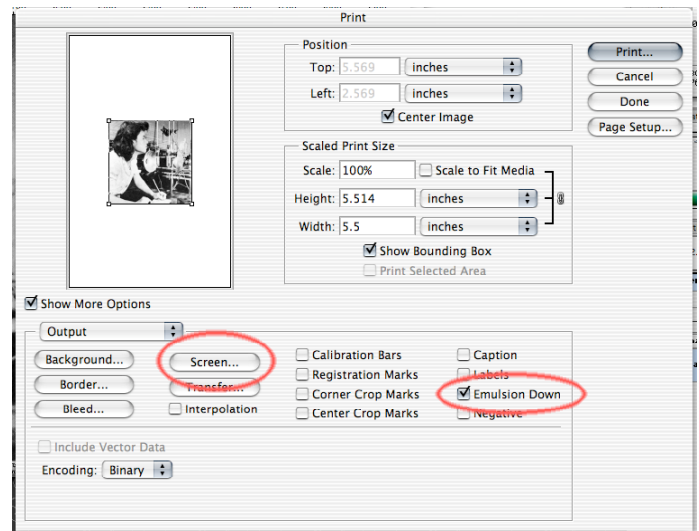 Print
Position
Top: 5.569 inches
Left: 2.569 inches
Center Image
Print...
Cancel
Done
Page Setup...
Scaled Print Size
Scale: 100% Scale to Fit Media
Height: 5.514 inches
Width: 5.5 inches
Show Bounding Box
Print Selected Area
Show More Options
Output
Background... Screen... Calibration Bars Caption
Border... Transfer... Registration Marks Labels
Bleed... Interpolation Corner Crop Marks Emulsion Down
Center Crop Marks Negative
Include Vector Data
Encoding: Binary